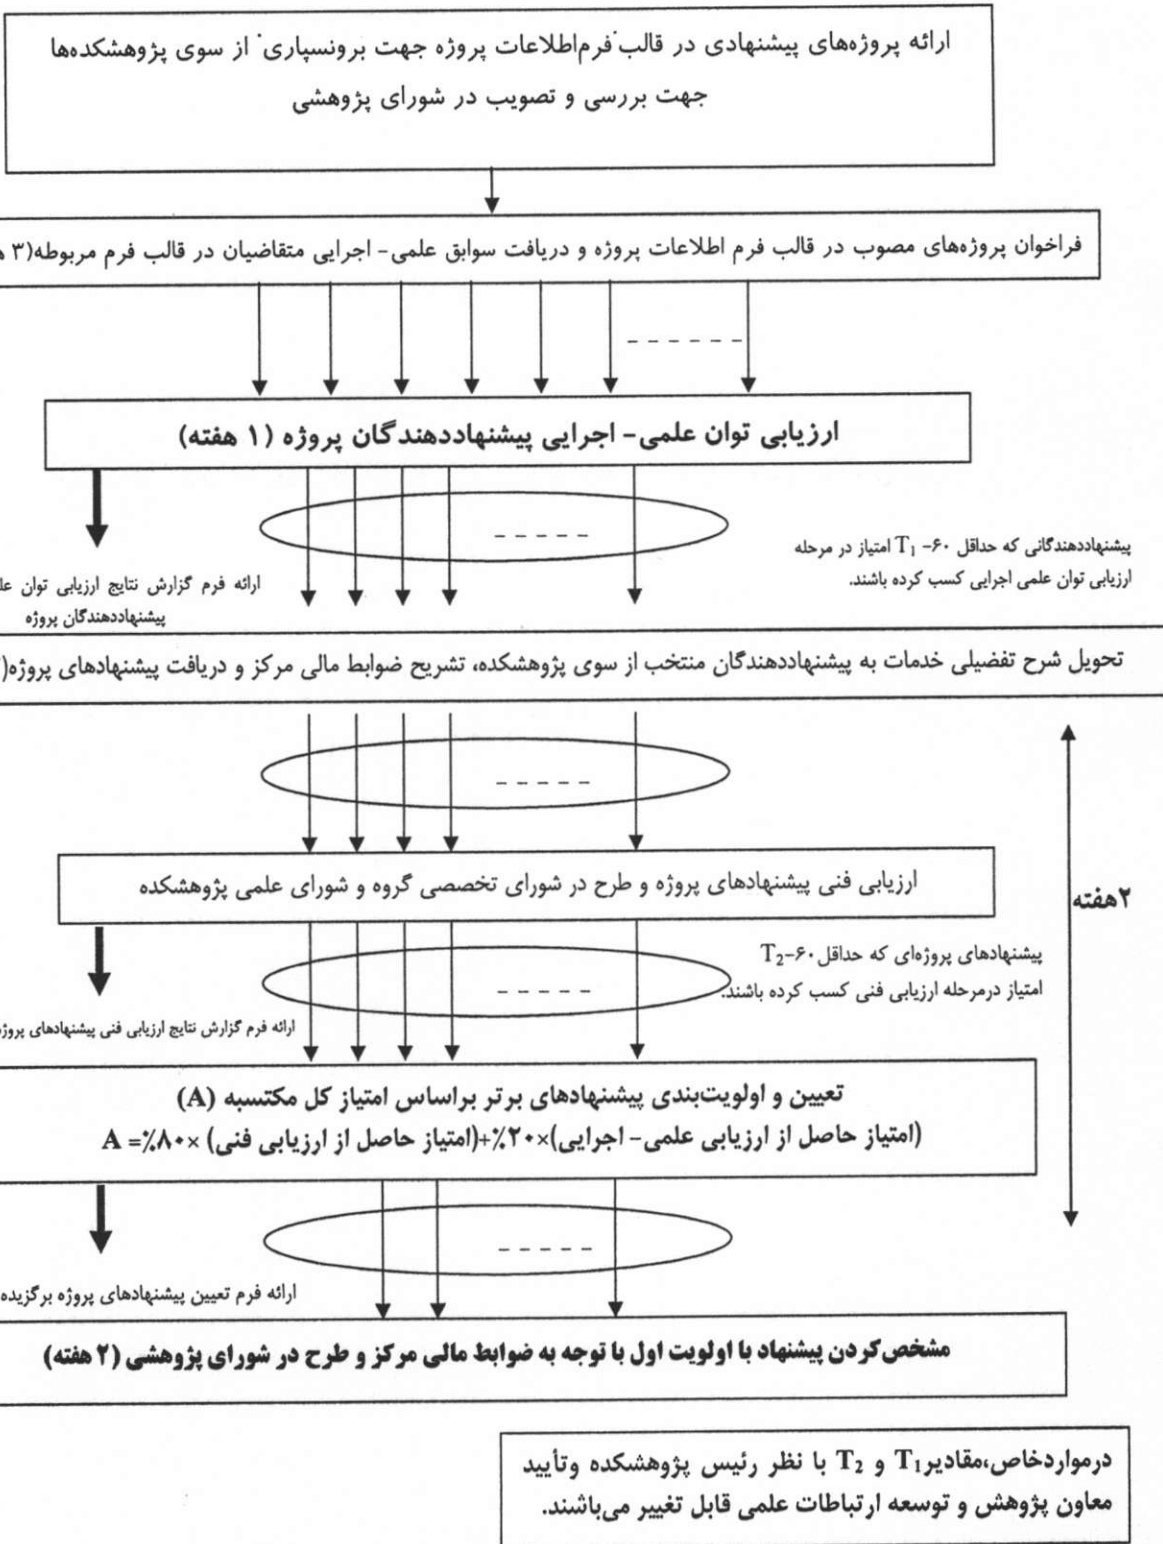 ارائه پروژه‌های پیشنهادی در قالب "فرم‌اطلاعات پروژه جهت برونسپاری" از سوی پژوهشکده‌ها
جهت بررسی و تصویب در شورای پژوهشی
فراخوان پروژه‌های مصوب در قالب فرم اطلاعات پروژه و دریافت سوابق علمی- اجرایی متقاضیان در قالب فرم مربوطه(۳
ارزیابی توان علمی- اجرایی پیشنهاددهندگان پروژه (۱ هفته)
پیشنهاددهندگانی که حداقل ۶۰- T₁ امتیاز در مرحله
ارزیابی توان علمی اجرایی کسب کرده باشند.
ارائه فرم گزارش نتایج ارزیابی توان
پیشنهاددهندگان پروژه
تحویل شرح تفضیلی خدمات به پیشنهاددهندگان منتخب از سوی پژوهشکده، تشریح ضوابط مالی مرکز و دریافت پیشنهادهای پروژه(
ارزیابی فنی پیشنهادهای پروژه و طرح در شورای تخصصی گروه و شورای علمی پژوهشکده
۲هفته
پیشنهادهای پروژه‌ای که حداقل ۶۰-T₂
امتیاز درمرحله ارزیابی فنی کسب کرده باشند.
ارائه فرم گزارش نتایج ارزیابی فنی پیشنهادهای
تعیین و اولویت‌بندی پیشنهادهای برتر براساس امتیاز کل مکتسبه (A)
(امتیاز حاصل از ارزیابی علمی- اجرایی)×۲۰٪+(امتیاز حاصل از ارزیابی فنی) ×۸۰٪= A
ارائه فرم تعیین پیشنهادهای پروژه برگزیده
مشخص‌کردن پیشنهاد با اولویت اول با توجه به ضوابط مالی مرکز و طرح در شورای پژوهشی (۲ هفته)
درمواردخاص،مقادیرT₁ و T₂ با نظر رئیس پژوهشکده وتأیید
معاون پژوهش و توسعه ارتباطات علمی قابل تغییر می‌باشند.